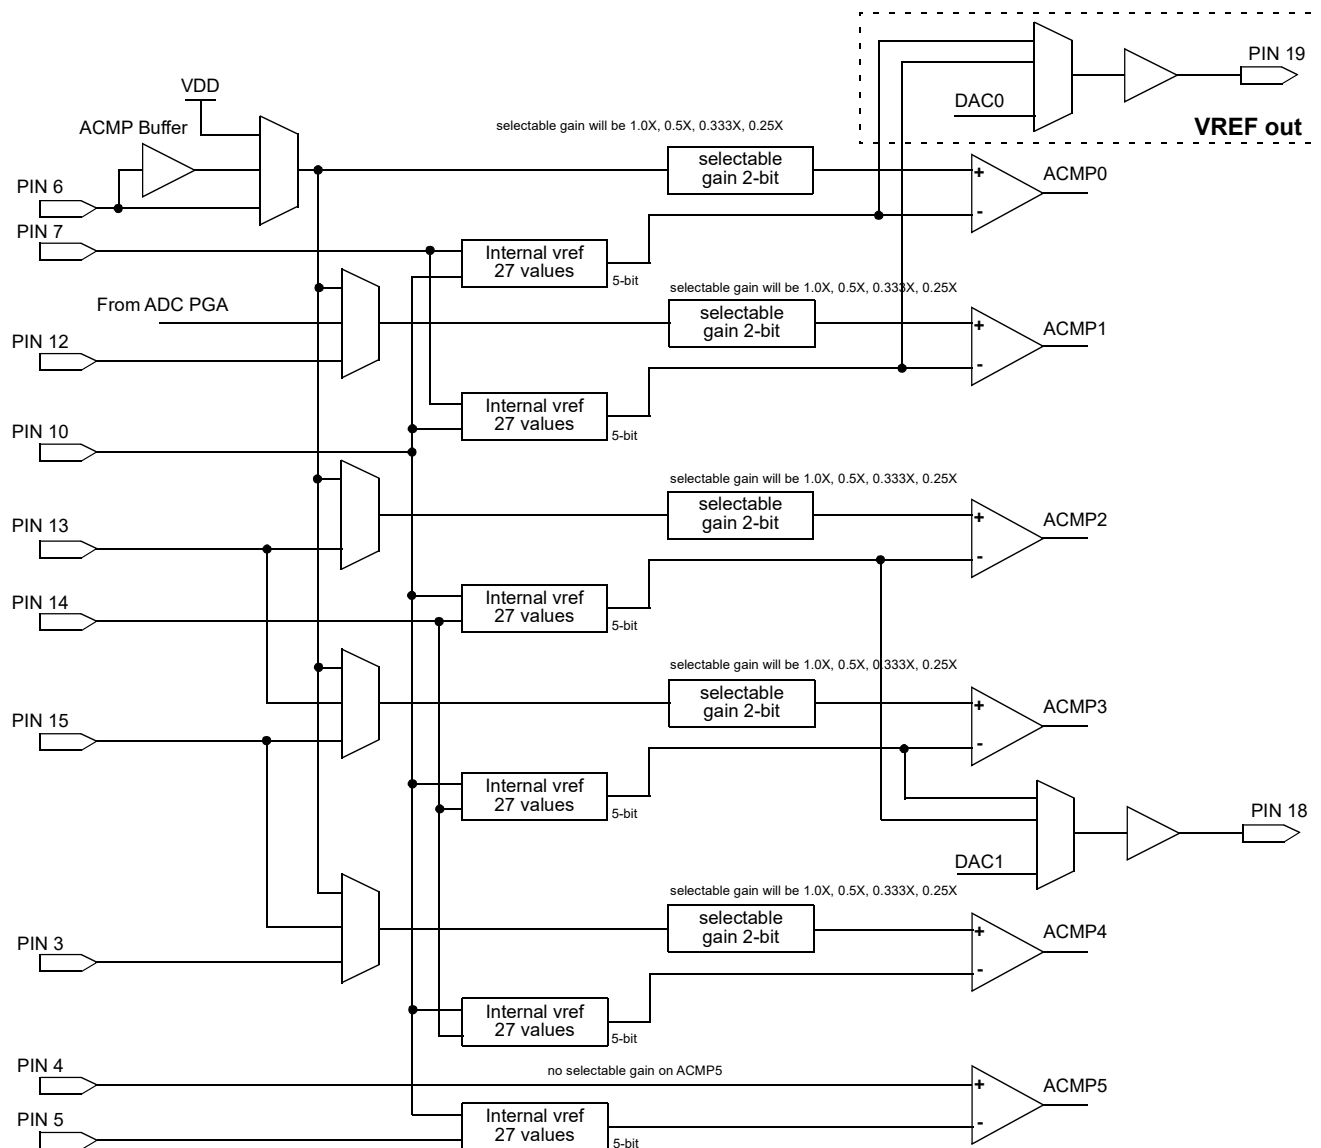 PIN 19
VDD
DAC0
ACMP Buffer
selectable gain will be 1.0X, 0.5X, 0.333X, 0.25X
VREF out
selectable
gain 2-bit
+
ACMP0
PIN 6
-
PIN 7
Internal vref
27 values
5-bit
selectable gain will be 1.0X, 0.5X, 0.333X, 0.25X
From ADC PGA
selectable
gain 2-bit
+
ACMP1
PIN 12
-
Internal vref
27 values
5-bit
PIN 10
selectable gain will be 1.0X, 0.5X, 0.333X, 0.25X
selectable
gain 2-bit
+
ACMP2
PIN 13
-
Internal vref
27 values
5-bit
PIN 14
selectable gain will be 1.0X, 0.5X, 0.333X, 0.25X
selectable
gain 2-bit
+
ACMP3
PIN 15
-
Internal vref
27 values
5-bit
PIN 18
DAC1
selectable gain will be 1.0X, 0.5X, 0.333X, 0.25X
selectable
gain 2-bit
+
ACMP4
PIN 3
-
Internal vref
27 values
5-bit
PIN 4
no selectable gain on ACMP5
+
ACMP5
PIN 5
Internal vref
27 values
-
5-bit